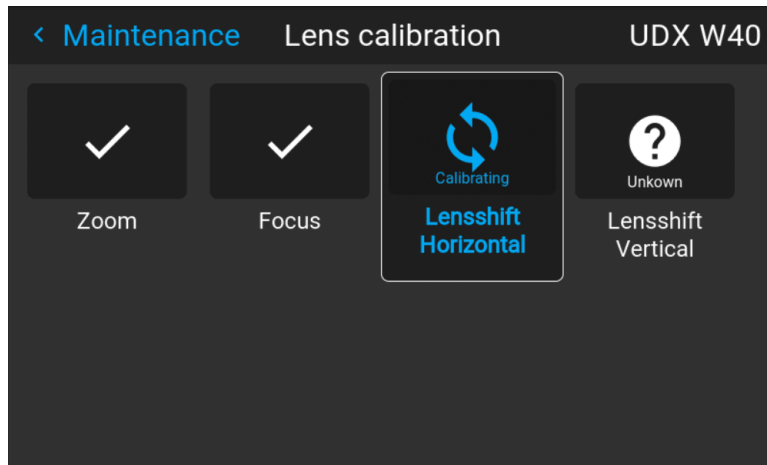 < Maintenance Lens calibration UDX W40
Calibrating
Unkown
Zoom
Focus
Lensshift
Horizontal
Lensshift
Vertical